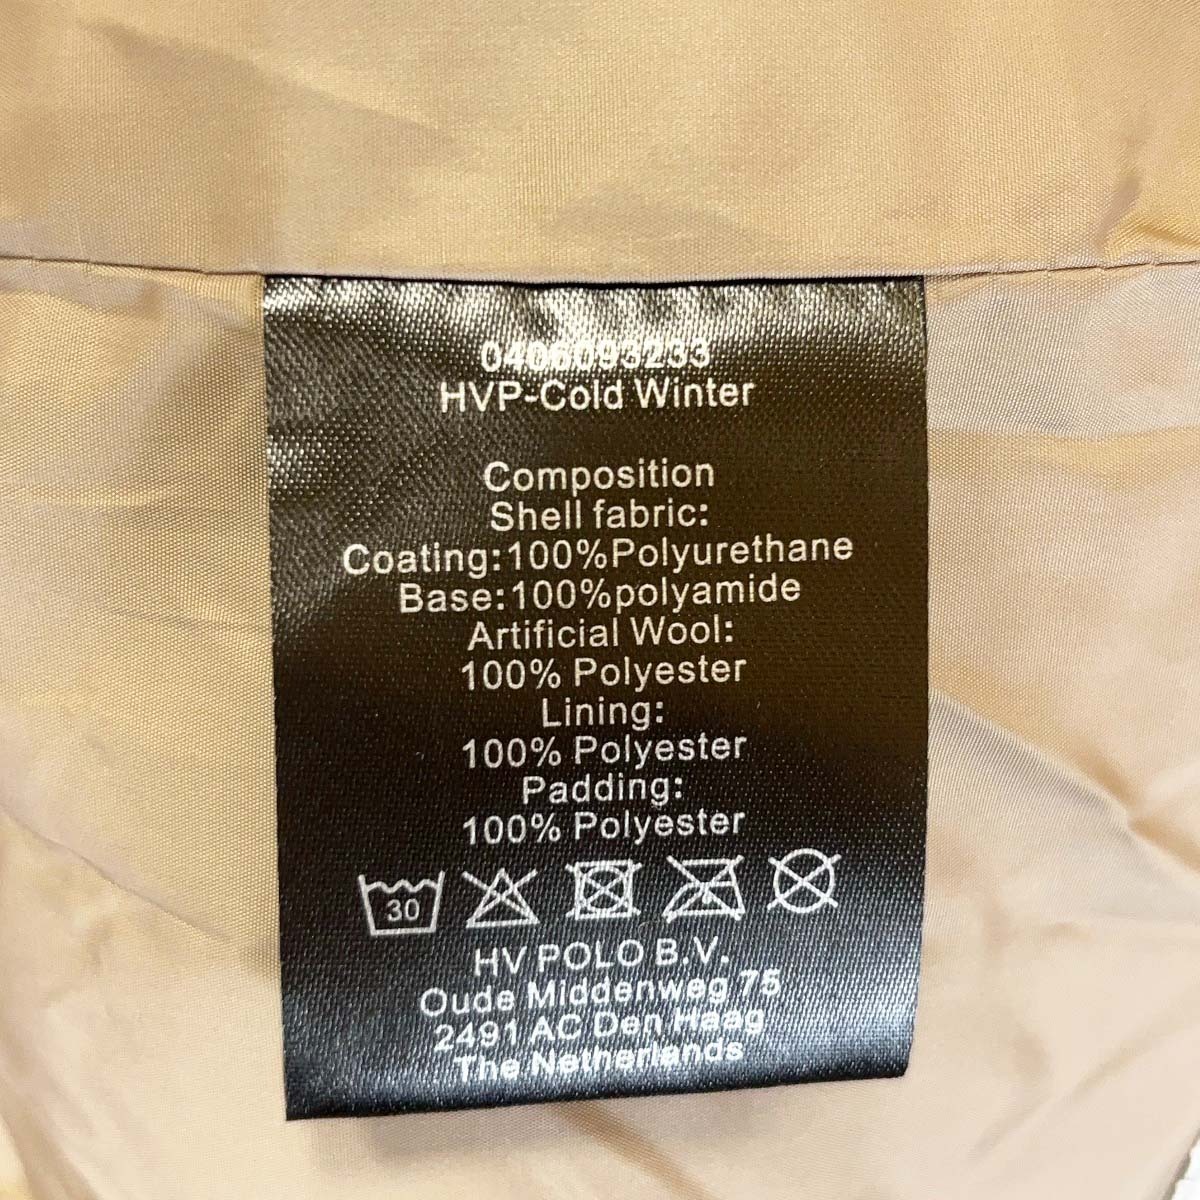 0406093233
HVP-Cold Winter
Composition
Shell fabric:
Coating:100%Polyurethane
Base:100%polyamide
Artificial Wool:
100% Polyester
Lining:
100% Polyester
Padding:
100% Polyester
30
HV POLO B.V.
Oude Middenweg 75
2491 AC Den Haag
The Netherlands